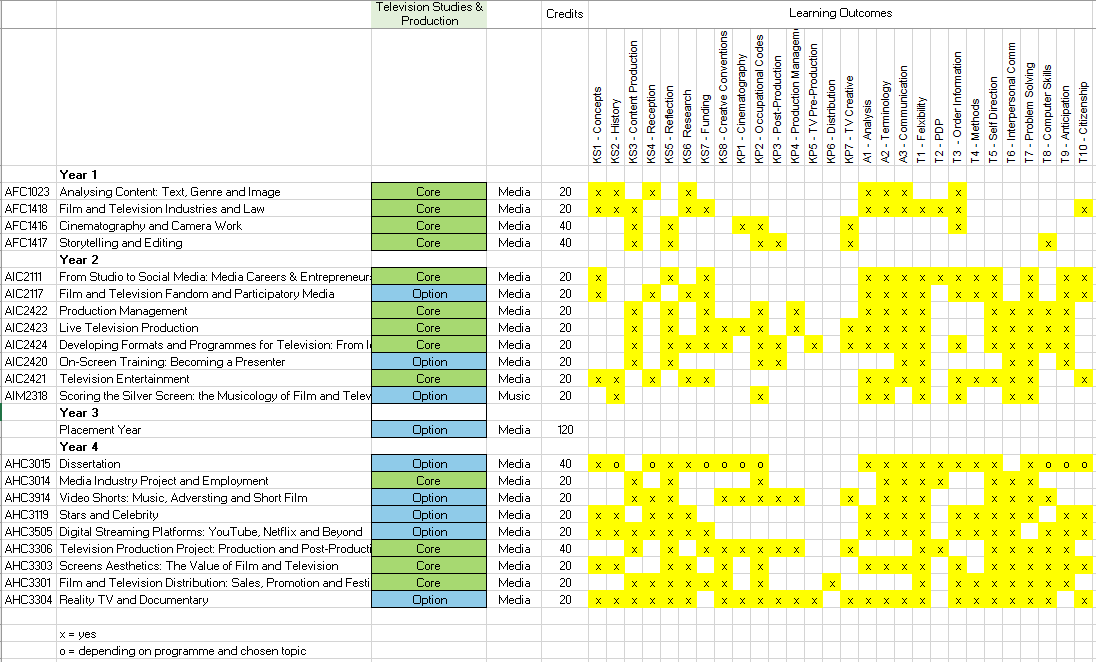 Television Studies & Production Credits Learning Outcomes
KS1 - Concepts
KS2 - History
KS3 - Content Production
KS4 - Reception
KS5 - Reflection
KS6 - Research
KS7 - Funding
KS8 - Creative Conventions
KP1 - Cinematography
KP2 - Occupational Codes
KP3 - Post-Production
KP4 - Production Managem
KP5 - TV Pre-Production
KP6 - Distribution
KP7 - TV Creative
A1 - Analysis
A2 - Terminology
A3 - Communication
T1 - Felxibility
T2 - PDP
T3 - Order Information
T4 - Methods
T5 - Self Direction
T6 - Interpersonal Comm
T7 - Problem Solving
T8 - Computer Skills
T9 - Anticipation
T10 - Citizenship
Year 1
AFC1023 Analysing Content: Text, Genre and Image Core Media 20 x x x x x x x x
AFC1418 Film and Television Industries and Law Core Media 20 x x x x x x x x x x x x
AFC1416 Cinematography and Camera Work Core Media 40 x x x x x x
AFC1417 Storytelling and Editing Core Media 40 x x x x x x
Year 2
AIC2111 From Studio to Social Media: Media Careers & Entrepreneurs Core Media 20 x x x x x x x x x x x x x x
AIC2117 Film and Television Fandom and Participatory Media Option Media 20 x x x x x x x x x x x x x x
AIC2422 Production Management Core Media 20 x x x x x x x x x x x x x x
AIC2423 Live Television Production Core Media 20 x x x x x x x x x x x x x x x x x
AIC2424 Developing Formats and Programmes for Television: From I Core Media 20 x x x x x x x x x x x x x x x x x x x
AIC2420 On-Screen Training: Becoming a Presenter Option Media 20 x x x x x x x x x
AIC2421 Television Entertainment Core Media 20 x x x x x x x x x x x x x x x
AIM2318 Scoring the Silver Screen: the Musicology of Film and Telev Option Music 20 x x x x x x x
Year 3
Placement Year Option Media 120
Year 4
AHC3015 Dissertation Option Media 40 x o o x x o o o o x x x x x x x x x o o o
AHC3014 Media Industry Project and Employment Core Media 20 x x x x x x x x x x
AHC3914 Video Shorts: Music, Adversting and Short Film Option Media 20 x x x x x x x x x x x x x x x x
AHC3119 Stars and Celebrity Option Media 20 x x x x x x x x x x x x x x x x
AHC3505 Digital Streaming Platforms: YouTube, Netflix and Beyond Option Media 20 x x x x x x x x x x x x x x x x x x
AHC3306 Television Production Project: Production and Post-Producti Core Media 40 x x x x x x x x x x x x x x x x
AHC3303 Screens Aesthetics: The Value of Film and Television Core Media 20 x x x x x x x x x x x x x x x x x
AHC3301 Film and Television Distribution: Sales, Promotion and Festi Core Media 20 x x x x x x x x x x x x x x x x x x x
AHC3304 Reality TV and Documentary Option Media 20 x x x x x x x x x x x x x x x x x x x x x x x x x x
x = yes
o = depending on programme and chosen topic